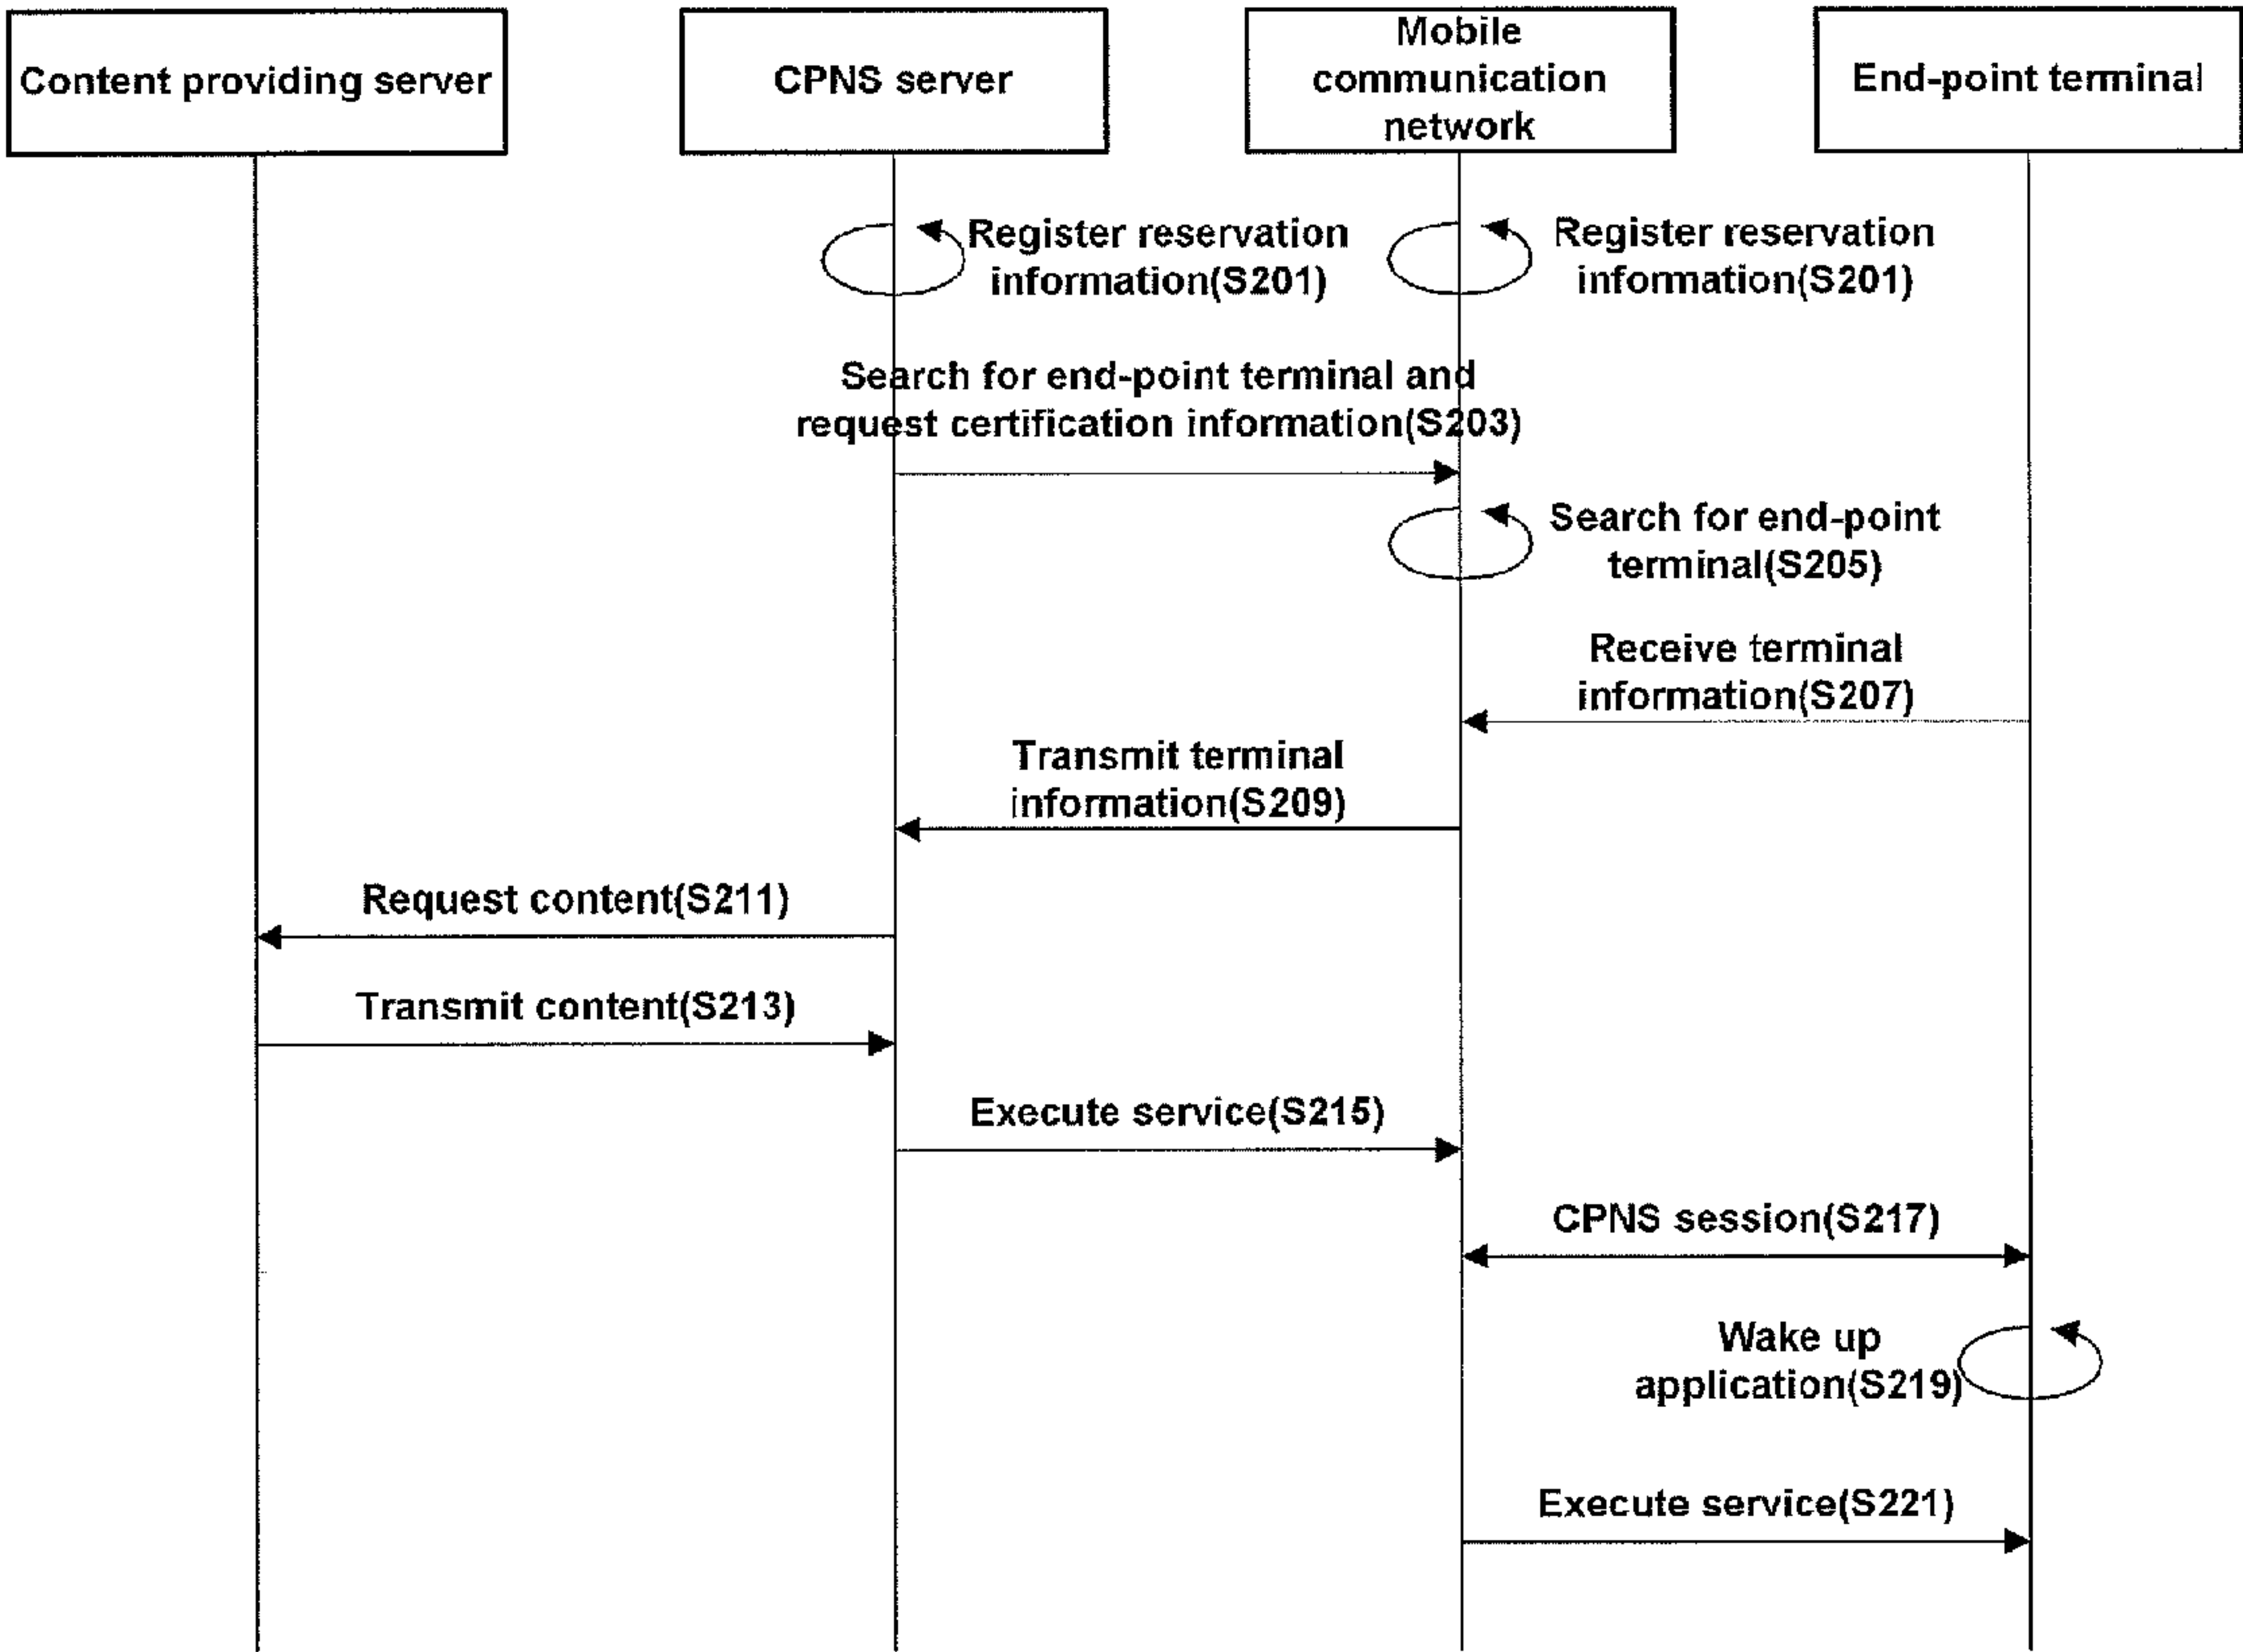 Content providing server
CPNS server
Mobile
communication
network
End-point terminal
Register reservation
information(S201)
Register reservation
information(S201)
Search for end-point terminal and
request certification information(S203)
Search for end-point
terminal(S205)
Receive terminal
information(S207)
Transmit terminal
information(S209)
Request content(S211)
Transmit content(S213)
Execute service(S215)
CPNS session(S217)
Wake up
application(S219)
Execute service(S221)